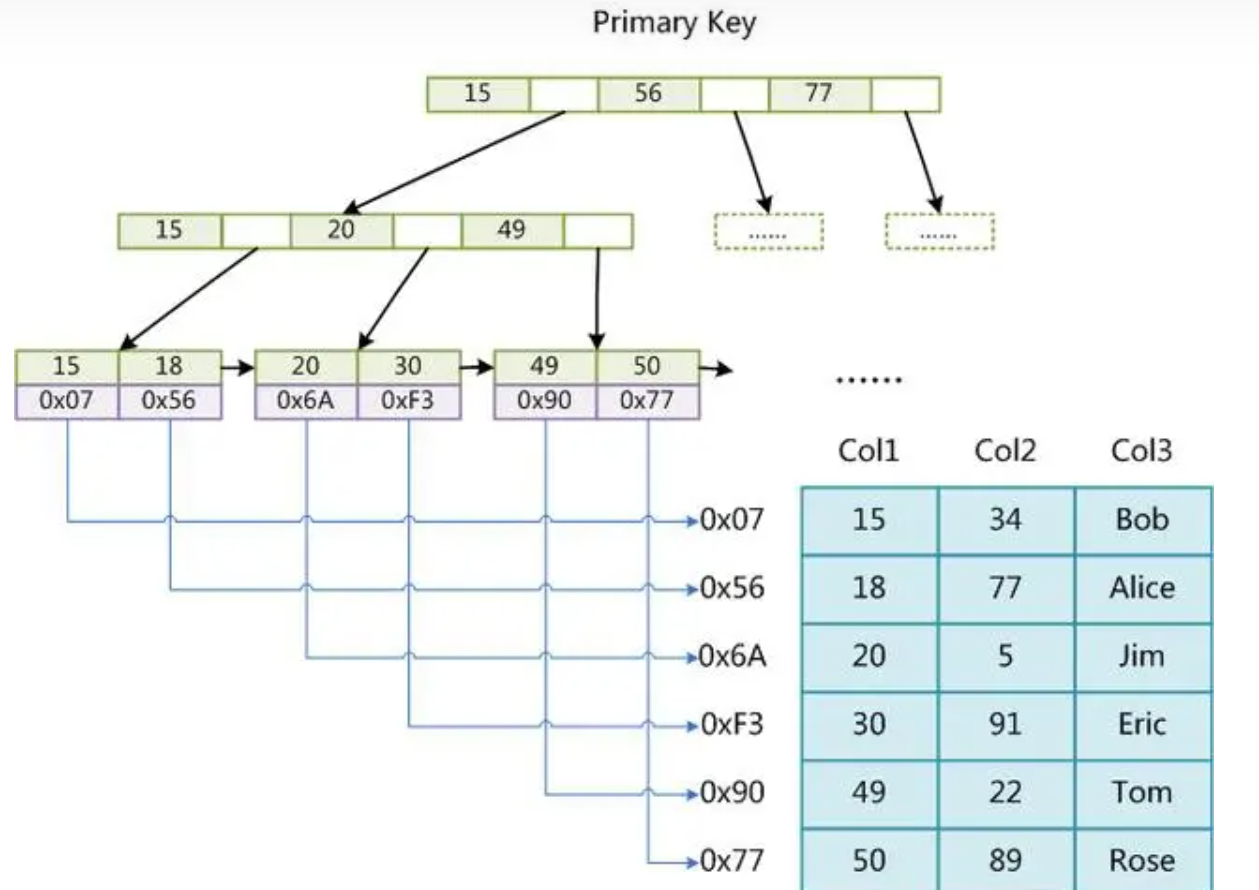 Primary Key
15 56 77
15 20 49 ...... ......
15 18 20 30 49 50
0x07 0x56 0x6A 0xF3 0x90 0x77
......
Col1 Col2 Col3
0x07 15 34 Bob
0x56 18 77 Alice
0x6A 20 5 Jim
0xF3 30 91 Eric
0x90 49 22 Tom
0x77 50 89 Rose